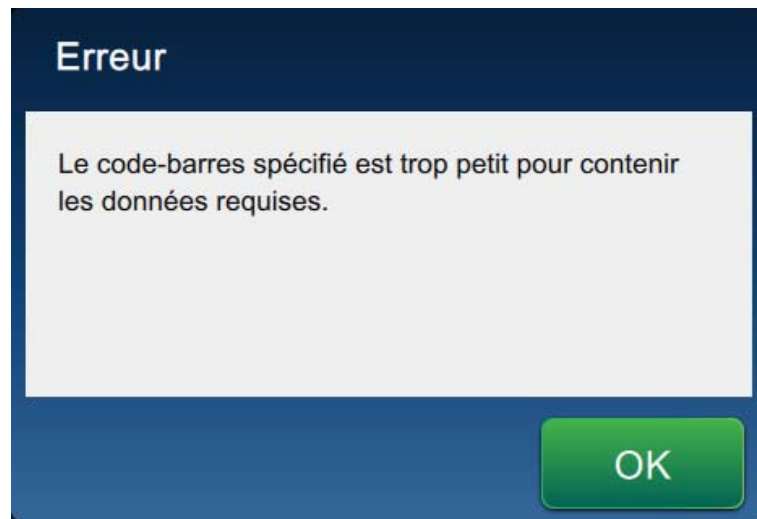 Erreur
Le code-barres spécifié est trop petit pour contenir
les données requises.
OK